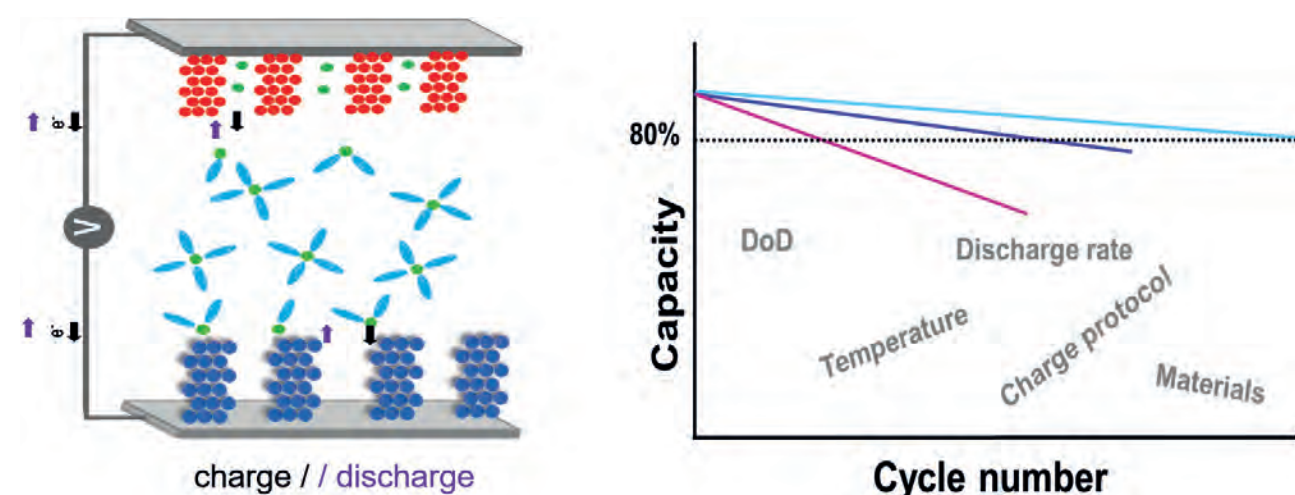 e-
V
e-
charge / / discharge
80%
Capacity
DoD
Discharge rate
Temperature
Charge protocol
Materials
Cycle number